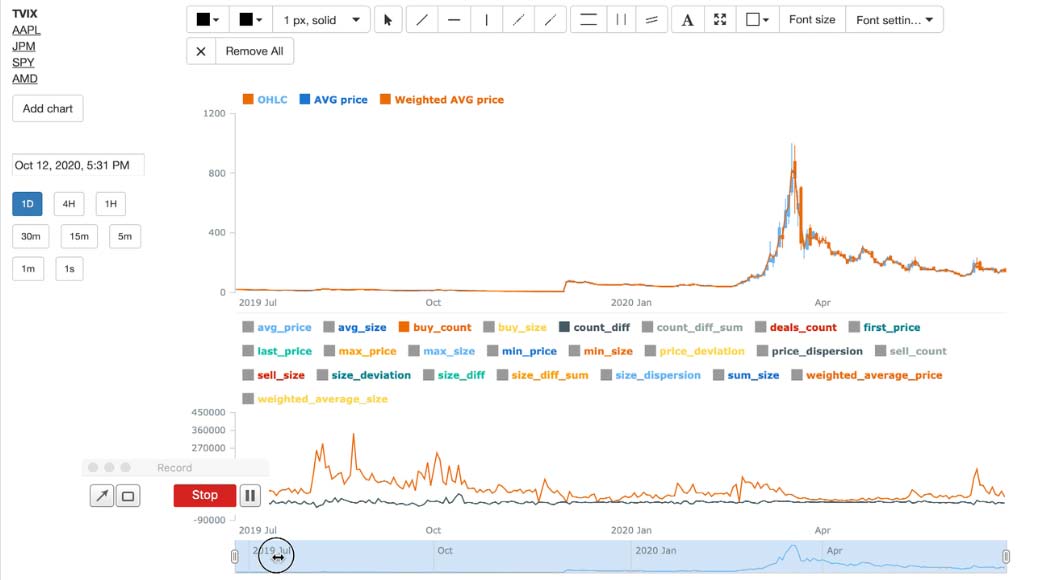 TVIX
AAPL
JPM
SPY
AMD
Add chart
Oct 12, 2020, 5:31 PM
1D 4H 1H
30m 15m 5m
1m 1s
1 px, solid A Font size Font settin...
Remove All
OHLC AVG price Weighted AVG price
1200
800
400
0
2019 Jul Oct 2020 Jan Apr
avg_price avg_size buy_count buy_size count_diff count_diff_sum deals_count first_price
last_price max_price max_size min_price min_size price_deviation price_dispersion sell_count
sell_size size_deviation size_diff size_diff_sum size_dispersion sum_size weighted_average_price
weighted_average_size
450000
360000
270000
Record
Stop
-90000
2019 Jul Oct 2020 Jan Apr
2019 Jul Oct 2020 Jan Apr